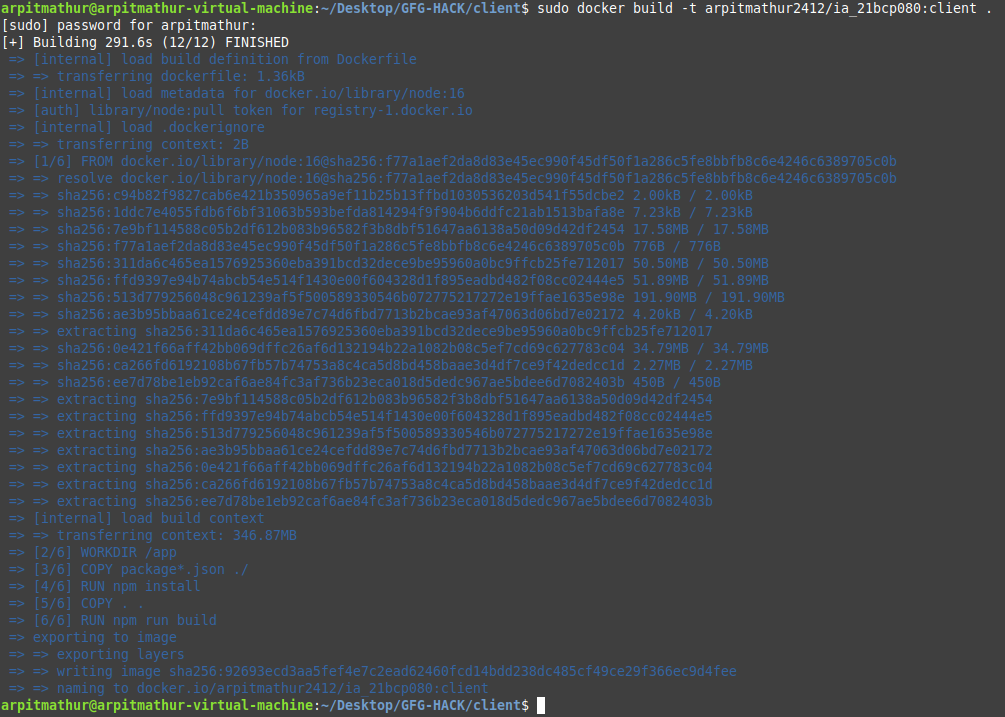 arpitmathur@arpitmathur-virtual-machine:~/Desktop/GFG-HACK/client$ sudo docker build -t arpitmathur2412/ia_21bcp080:client .
[sudo] password for arpitmathur:
[+] Building 291.6s (12/12) FINISHED
=> [internal] load build definition from Dockerfile
=> => transferring dockerfile: 1.36kB
=> [internal] load metadata for docker.io/library/node:16
=> [auth] library/node:pull token for registry-1.docker.io
=> [internal] load .dockerignore
=> => transferring context: 2B
=> [1/6] FROM docker.io/library/node:16@sha256:f77a1aef2da8d83e45ec990f45df50f1a286c5fe8bbfb8c6e4246c6389705c0b
=> => resolve docker.io/library/node:16@sha256:f77a1aef2da8d83e45ec990f45df50f1a286c5fe8bbfb8c6e4246c6389705c0b
=> => sha256:c94b82f9827cab6e421b350965a9ef11b25b13ffbd1030536203d541f55dcbe2 2.00kB / 2.00kB
=> => sha256:1ddc7e4055fdb6f6bf31063b593befda814294f9f904b6ddfc21ab1513bafa8e 7.23kB / 7.23kB
=> => sha256:7e9bf114588c05b2df612b083b96582f3b8dbf51647aa6138a50d09d42df2454 17.58MB / 17.58MB
=> => sha256:f77a1aef2da8d83e45ec990f45df50f1a286c5fe8bbfb8c6e4246c6389705c0b 776B / 776B
=> => sha256:311da6c465ea1576925360eba391bcd32dece9be95960a0bc9ffcb25fe712017 50.50MB / 50.50MB
=> => sha256:ffd9397e94b74abcb54e514f1430e00f604328d1f895eadbd482f08cc02444e5 51.89MB / 51.89MB
=> => sha256:513d779256048c961239af5f500589330546b072775217272e19ffae1635e98e 191.90MB / 191.90MB
=> => sha256:ae3b95bbaa61ce24cefdd89e7c74d6fbd7713b2bcae93af47063d06bd7e02172 4.20kB / 4.20kB
=> => extracting sha256:311da6c465ea1576925360eba391bcd32dece9be95960a0bc9ffcb25fe712017
=> => sha256:0e421f66aff42bb069dffc26af6d132194b22a1082b08c5ef7cd69c627783c04 34.79MB / 34.79MB
=> => sha256:ca266fd6192108b67fb57b74753a8c4ca5d8bd458baae3d4df7ce9f42dedcc1d 2.27MB / 2.27MB
=> => sha256:ee7d78be1eb92caf6ae84fc3af736b23eca018d5dedc967ae5bdee6d7082403b 450B / 450B
=> => extracting sha256:7e9bf114588c05b2df612b083b96582f3b8dbf51647aa6138a50d09d42df2454
=> => extracting sha256:ffd9397e94b74abcb54e514f1430e00f604328d1f895eadbd482f08cc02444e5
=> => extracting sha256:513d779256048c961239af5f500589330546b072775217272e19ffae1635e98e
=> => extracting sha256:ae3b95bbaa61ce24cefdd89e7c74d6fbd7713b2bcae93af47063d06bd7e02172
=> => extracting sha256:0e421f66aff42bb069dffc26af6d132194b22a1082b08c5ef7cd69c627783c04
=> => extracting sha256:ca266fd6192108b67fb57b74753a8c4ca5d8bd458baae3d4df7ce9f42dedcc1d
=> => extracting sha256:ee7d78be1eb92caf6ae84fc3af736b23eca018d5dedc967ae5bdee6d7082403b
=> [internal] load build context
=> => transferring context: 346.87MB
=> [2/6] WORKDIR /app
=> [3/6] COPY package*.json ./
=> [4/6] RUN npm install
=> [5/6] COPY . .
=> [6/6] RUN npm run build
=> exporting to image
=> => exporting layers
=> => writing image sha256:92693ecd3aa5fef4e7c2ead62460fcd14bdd238dc485cf49ce29f366ec9d4fee
=> => naming to docker.io/arpitmathur2412/ia_21bcp080:client
arpitmathur@arpitmathur-virtual-machine:~/Desktop/GFG-HACK/client$